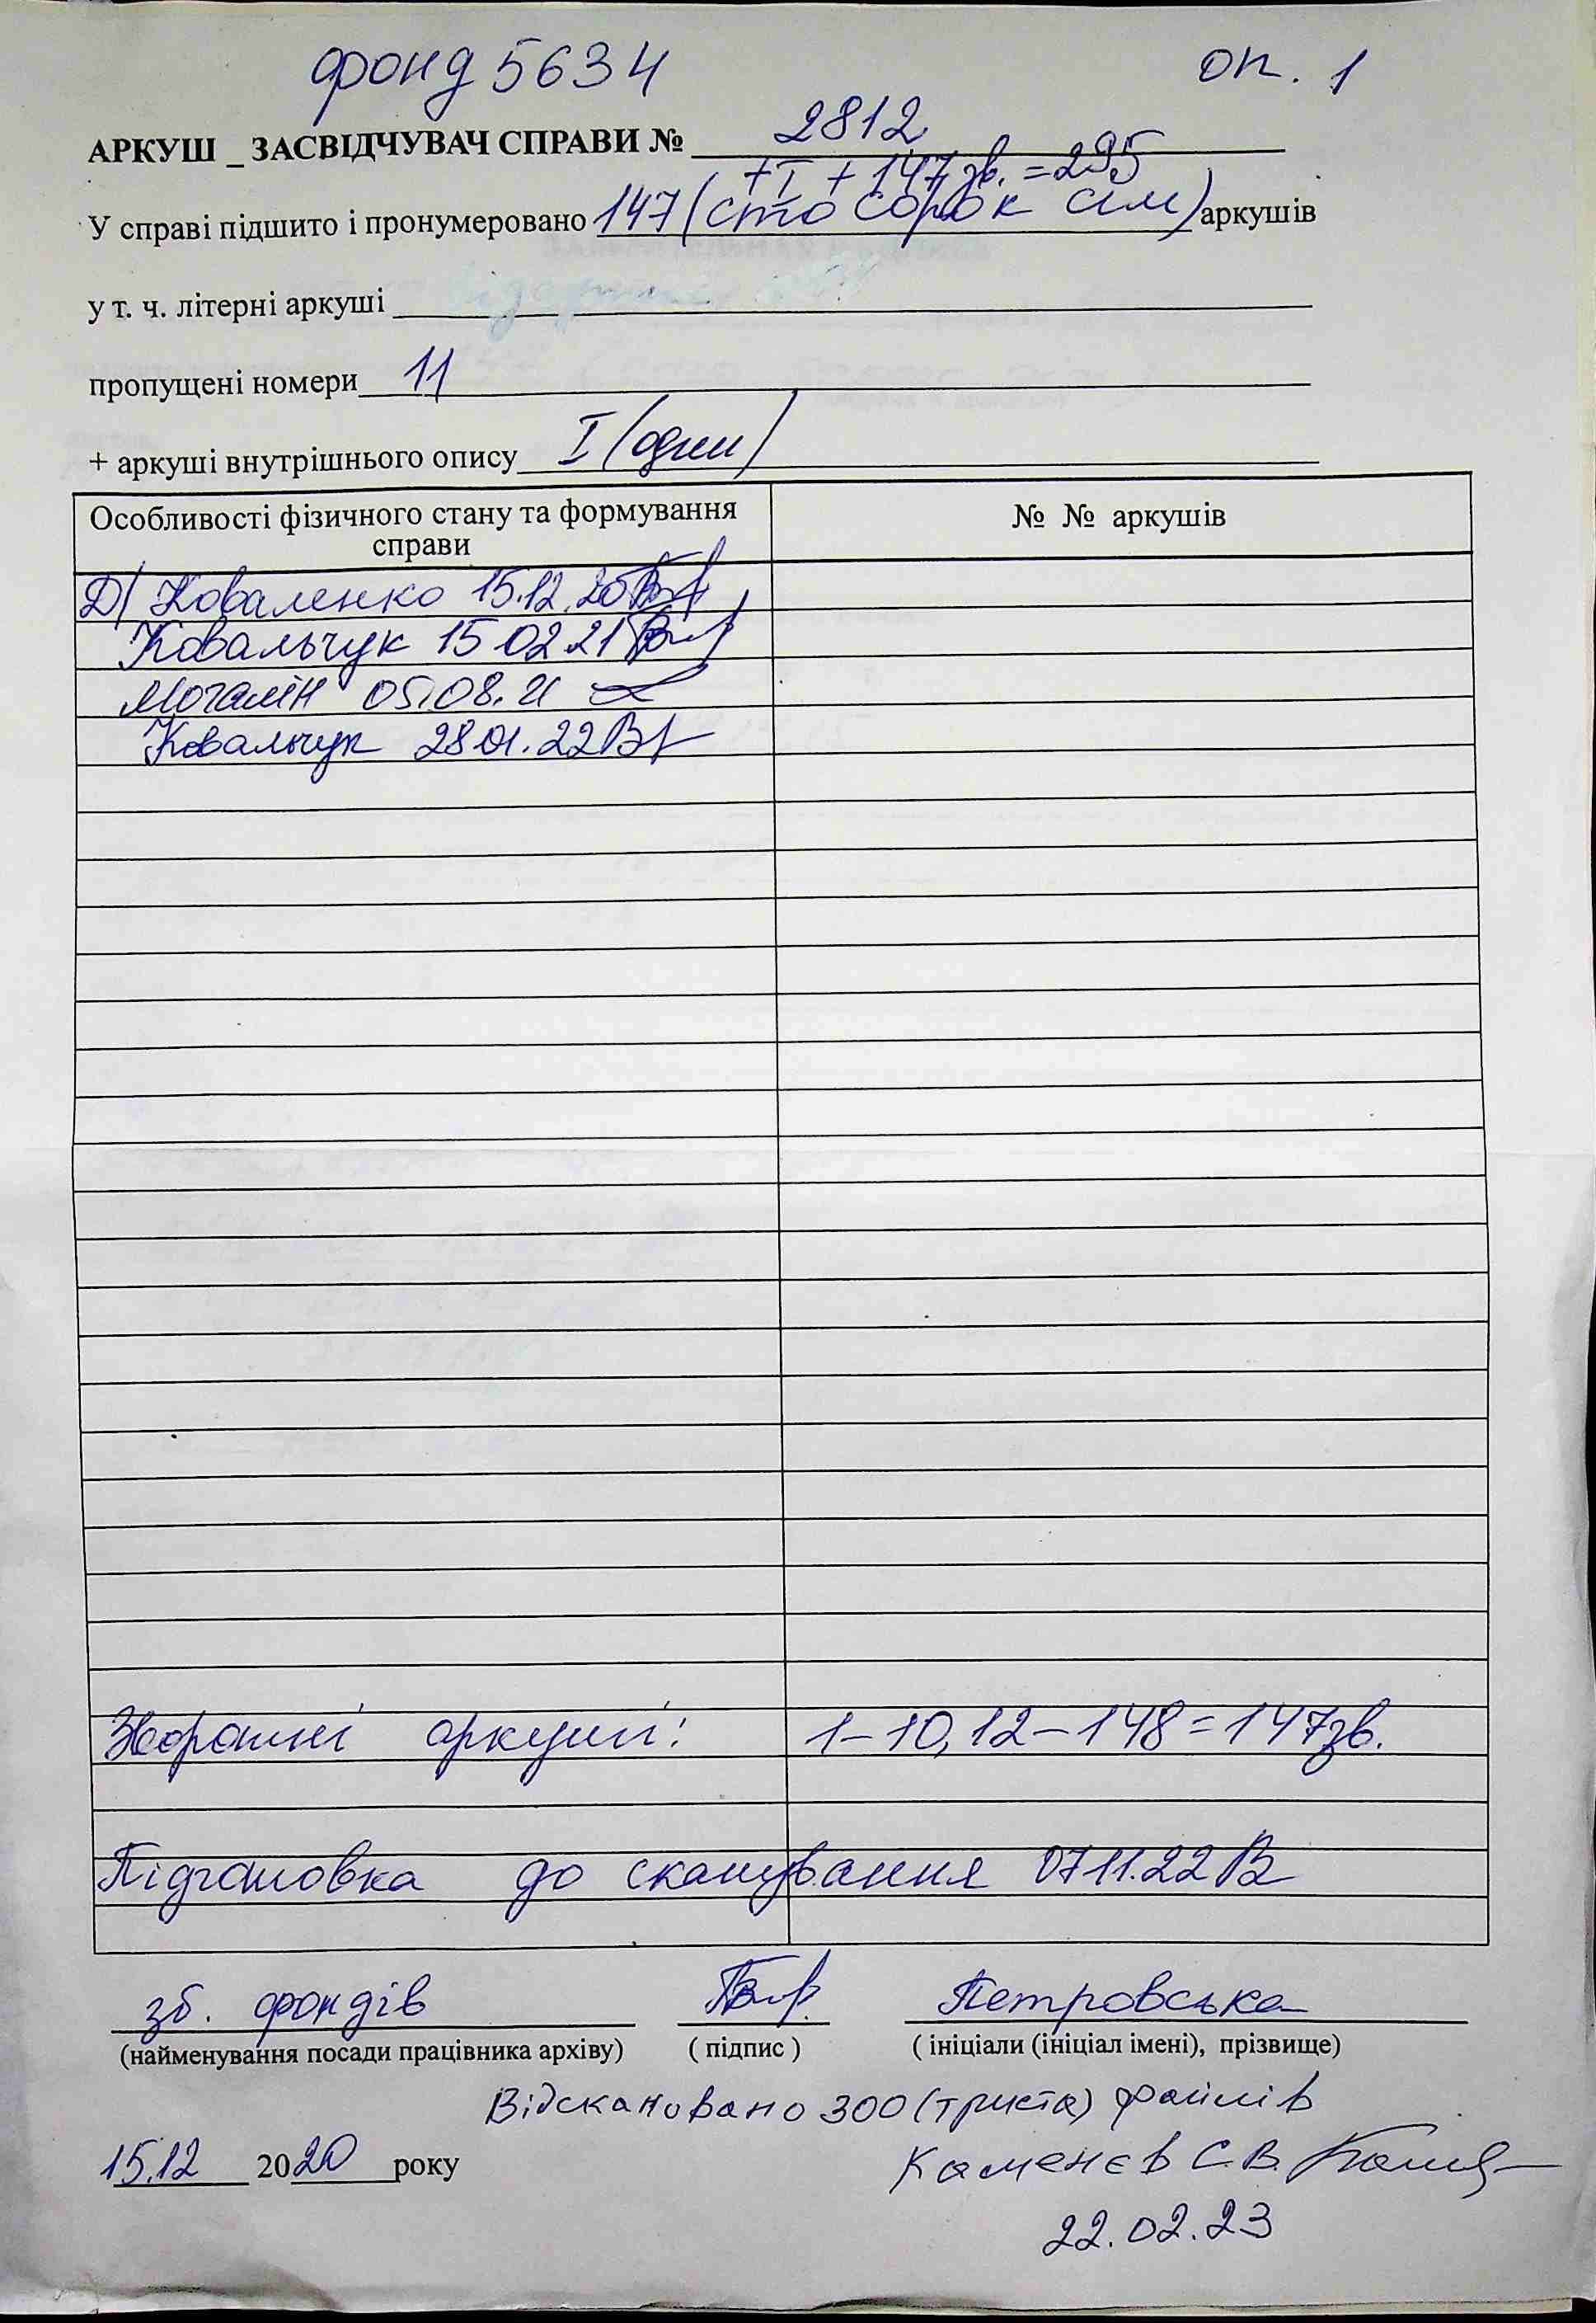 фонд 5634 оп. 1
АРКУШ _ ЗАСВІДЧУВАЧ СПРАВИ № 2812
+I + 147 зв. = 295
У справі підшито і пронумеровано 147 (сто сорок сім) аркушів
у т. ч. літерні аркуші
пропущені номери 11
+ аркуші внутрішнього опису I (один)
Особливості фізичного стану та формування справи № № аркушів
Д/ Коваленко 15.12.20
Ковальчук 15 02 21
05.08.21
Ковальчук 28.01.22
Зворотні аркуші: 1-10, 12-148 = 147 зв.
Підготовка до сканування 07.11.22
зб. фондів Петровська
(найменування посади працівника архіву) ( підпис ) ( ініціали (ініціал імені), прізвище)
Відскановано 300 (триста) файлів
15.12 2020 року
Каменєв С.В.
22.02.23